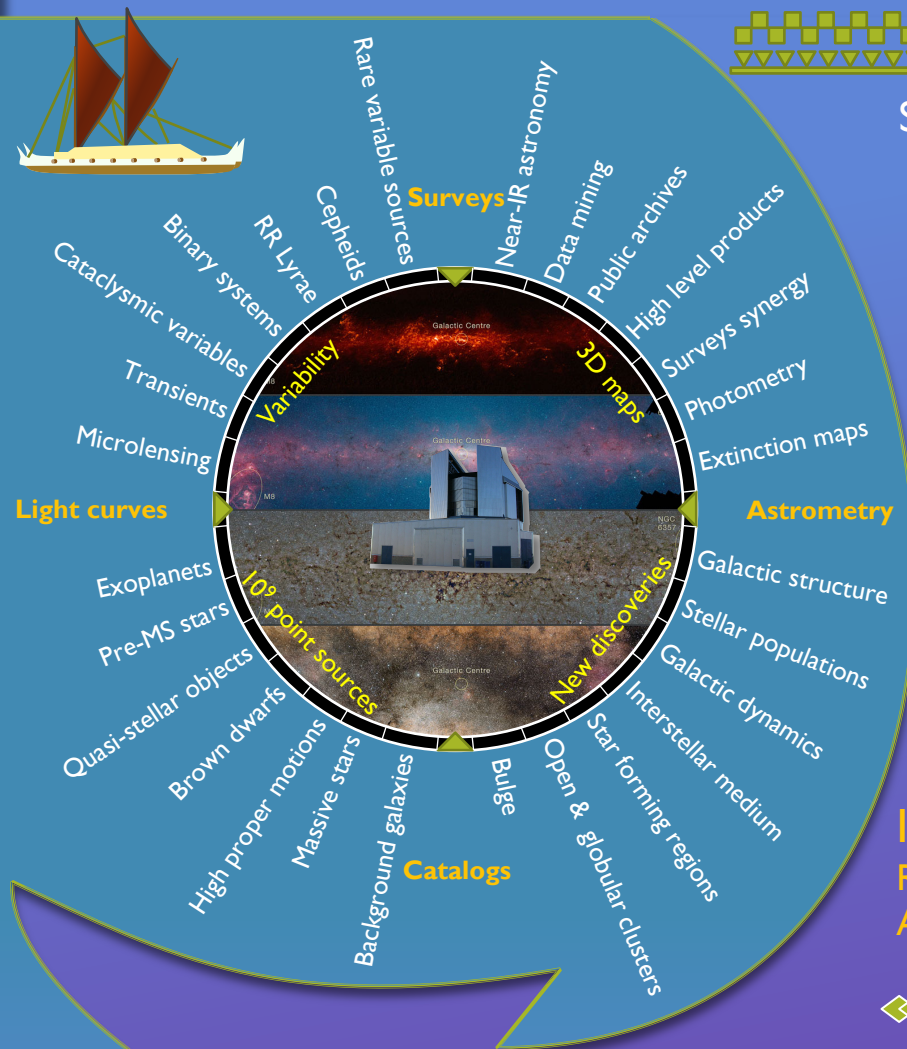 Surveys
Near-IR astronomy
Data mining
Public archives
High level products
Surveys synergy
Photometry
Extinction maps
Astrometry
Galactic structure
Stellar populations
Galactic dynamics
Interstellar medium
Star forming regions
Open & globular clusters
Bulge
Catalogs
Background galaxies
Massive stars
High proper motions
Brown dwarfs
Quasi-stellar objects
Pre-MS stars
Exoplanets
Light curves
Microlensing
Transients
Cataclysmic variables
Binary systems
RR Lyrae
Cepheids
Rare variable sources
Variability
3D maps
New discoveries
10⁹ point sources
Galactic Centre
Galactic Centre
M8
NGC
6357
Galactic Centre
S